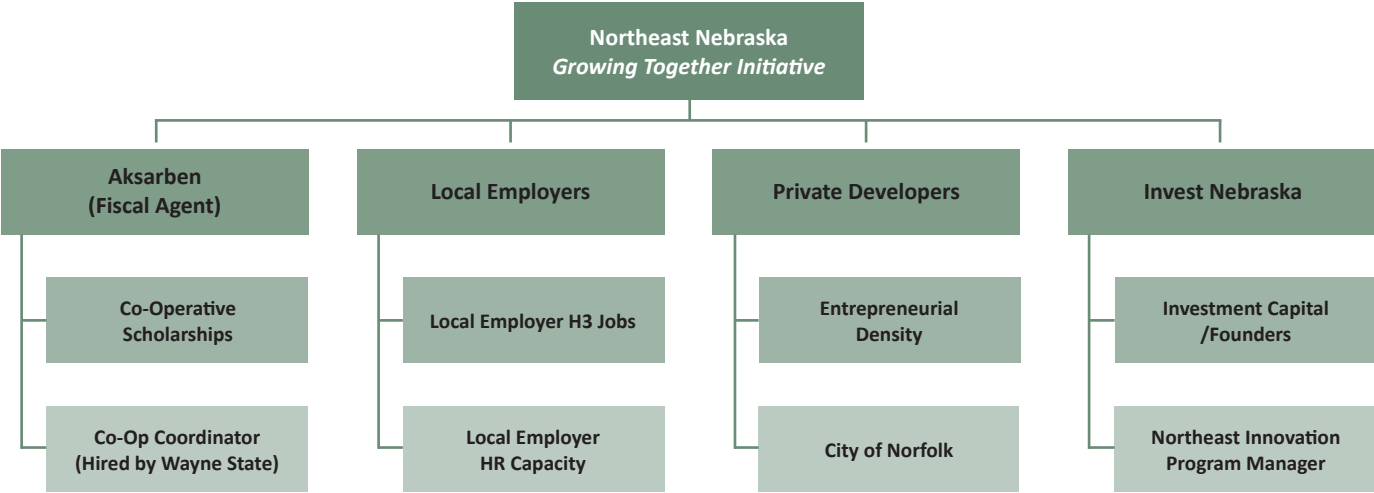 Northeast Nebraska
Growing Together Initiative
Aksarben
(Fiscal Agent)
Local Employers
Private Developers
Invest Nebraska
Co-Operative
Scholarships
Local Employer H3 Jobs
Entrepreneurial
Density
Investment Capital
/Founders
Co-Op Coordinator
(Hired by Wayne State)
Local Employer
HR Capacity
City of Norfolk
Northeast Innovation
Program Manager